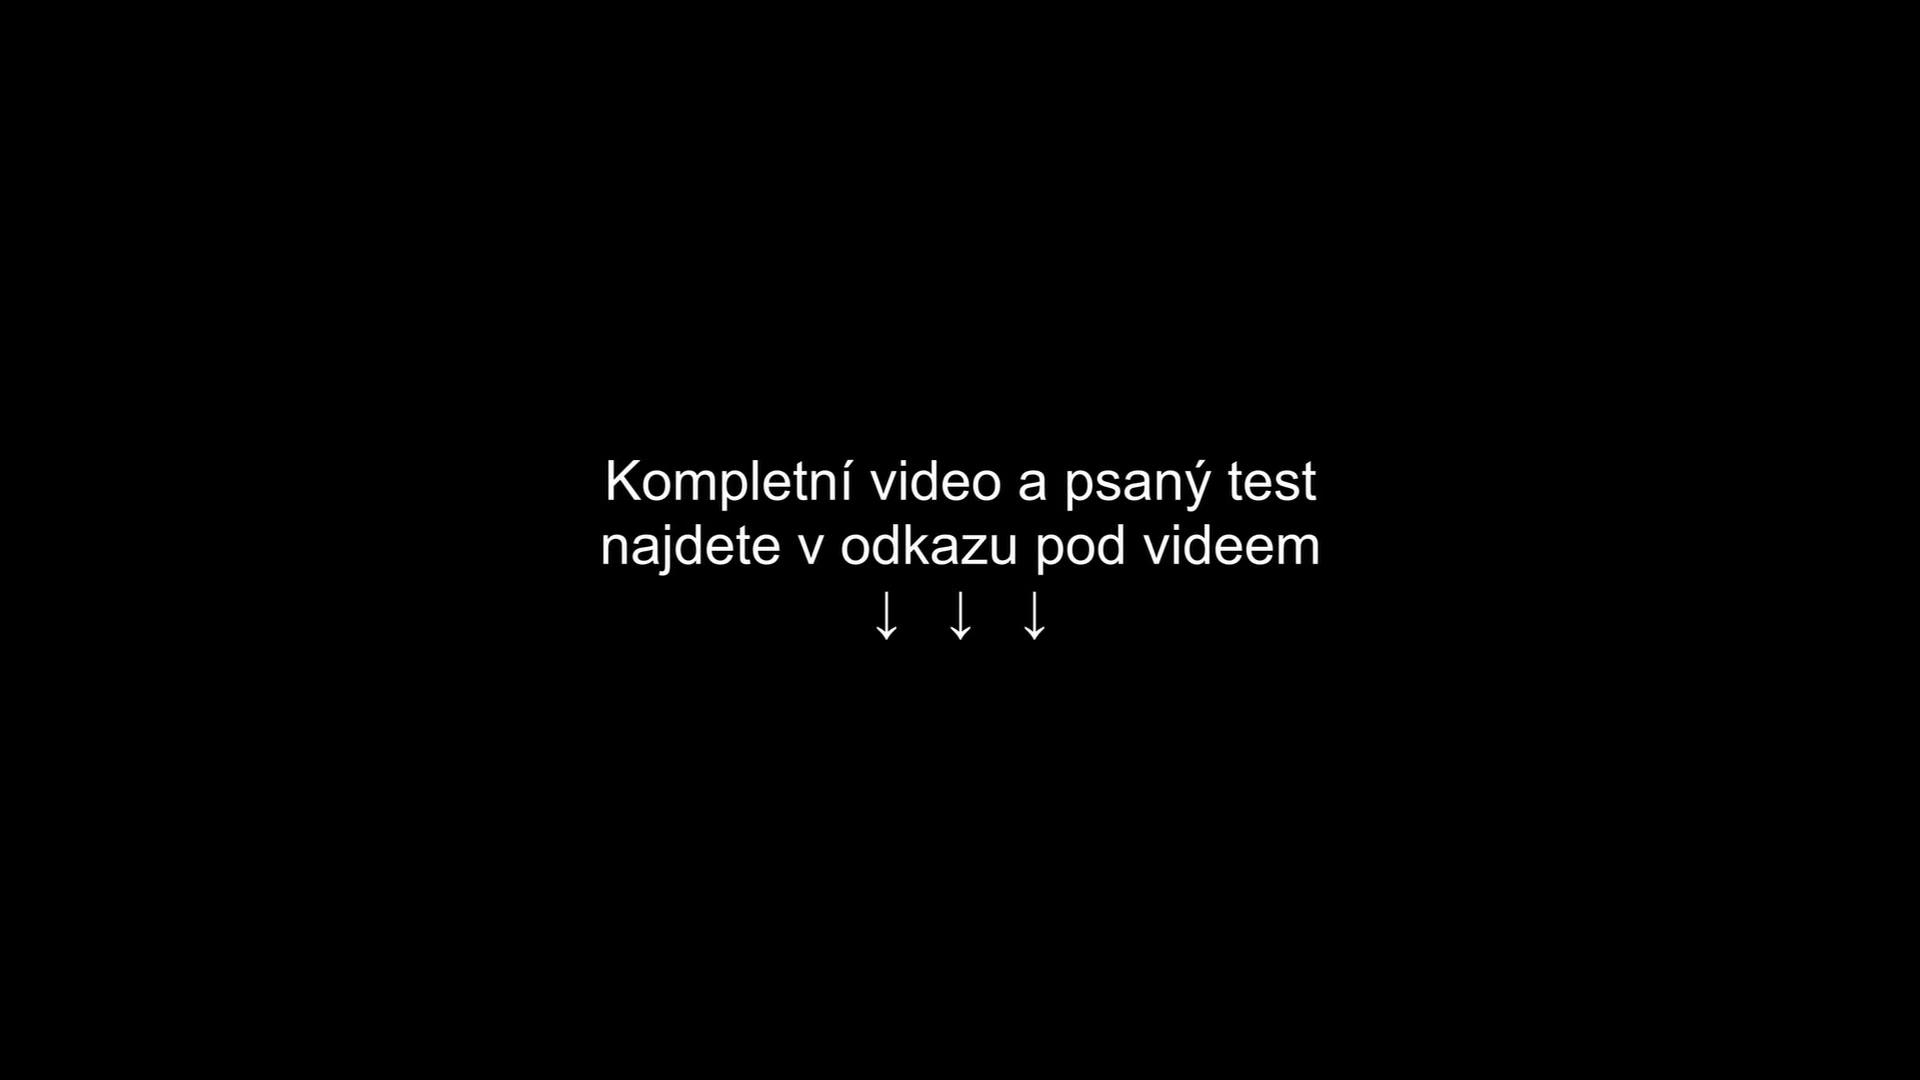 Kompletní video a psaný test
najdete v odkazu pod videem
↓ ↓ ↓